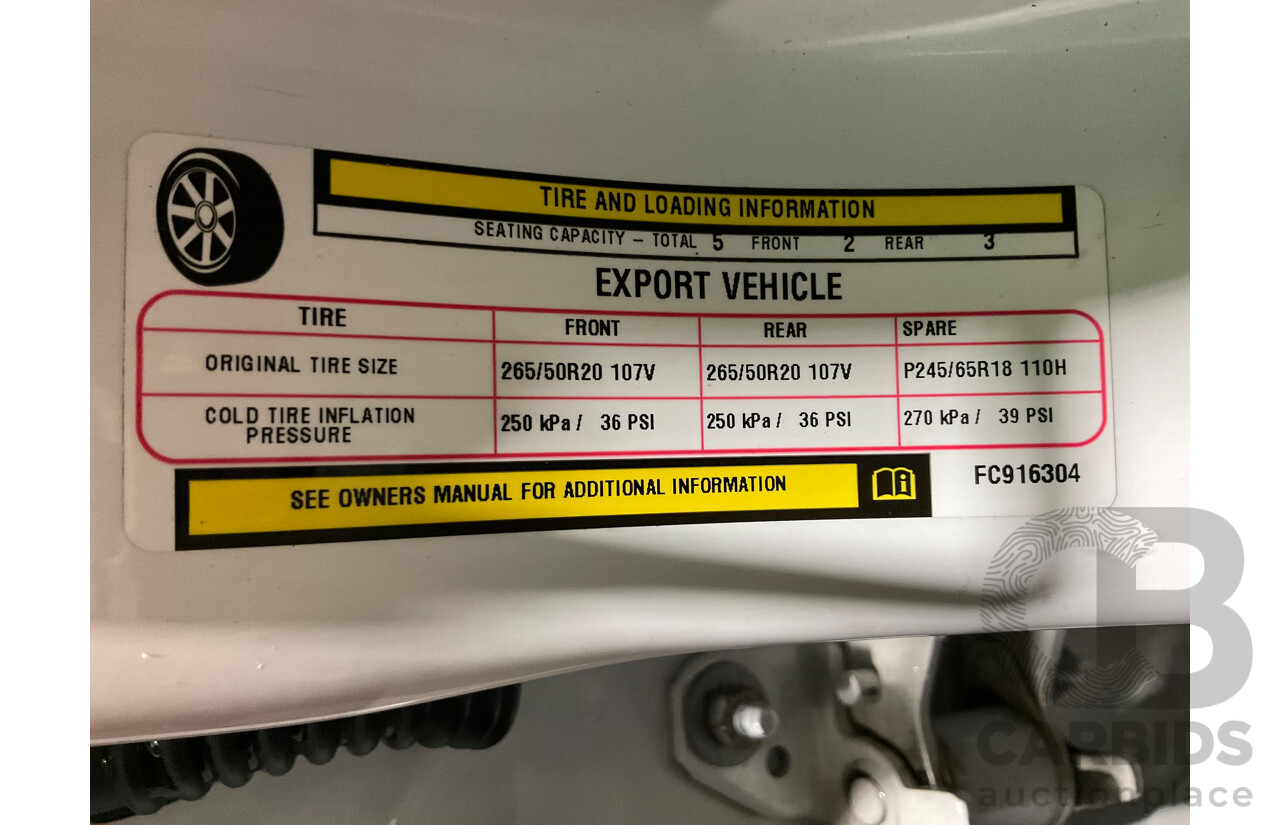 TIRE AND LOADING INFORMATION
SEATING CAPACITY – TOTAL 5 FRONT 2 REAR 3
EXPORT VEHICLE
TIRE FRONT REAR SPARE
ORIGINAL TIRE SIZE 265/50R20 107V 265/50R20 107V P245/65R18 110H
COLD TIRE INFLATION PRESSURE 250 kPa / 36 PSI 250 kPa / 36 PSI 270 kPa / 39 PSI
SEE OWNERS MANUAL FOR ADDITIONAL INFORMATION
FC916304
CB
CARBIDS
auctionplace